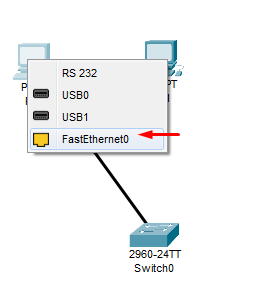 RS 232
USB0
USB1
FastEthernet0
2960-24TT
Switch0